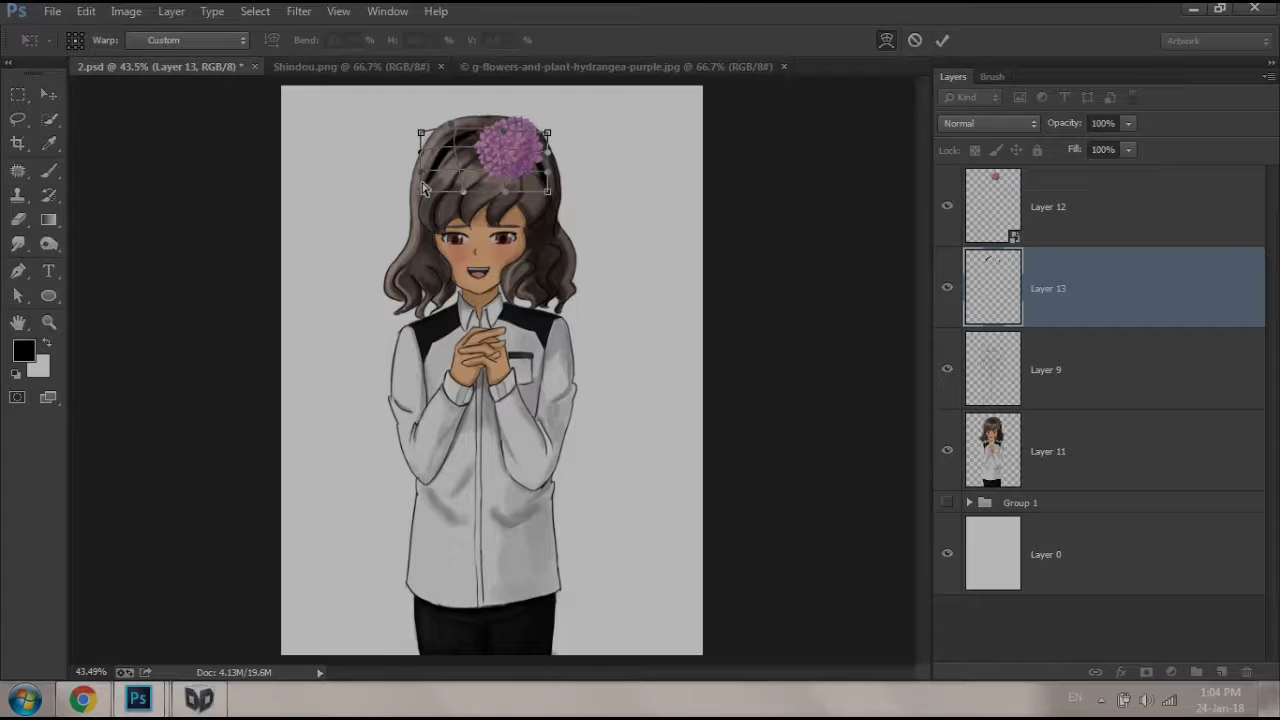 Ps File Edit Image Layer Type Select Filter View Window Help
Warp: Custom Bend: % H: % V: % Artwork
2.psd @ 43.5% (Layer 13, RGB/8) * × Shindou.png @ 66.7% (RGB/8#) × © g-flowers-and-plant-hydrangea-purple.jpg @ 66.7% (RGB/8#) ×
Layers Brush
Kind
Normal Opacity: 100%
Lock: Fill: 100%
Layer 12
Layer 13
Layer 9
Layer 11
Group 1
Layer 0
43.49% Doc: 4.13M/19.6M
Ps EN 1:04 PM
24-Jan-18